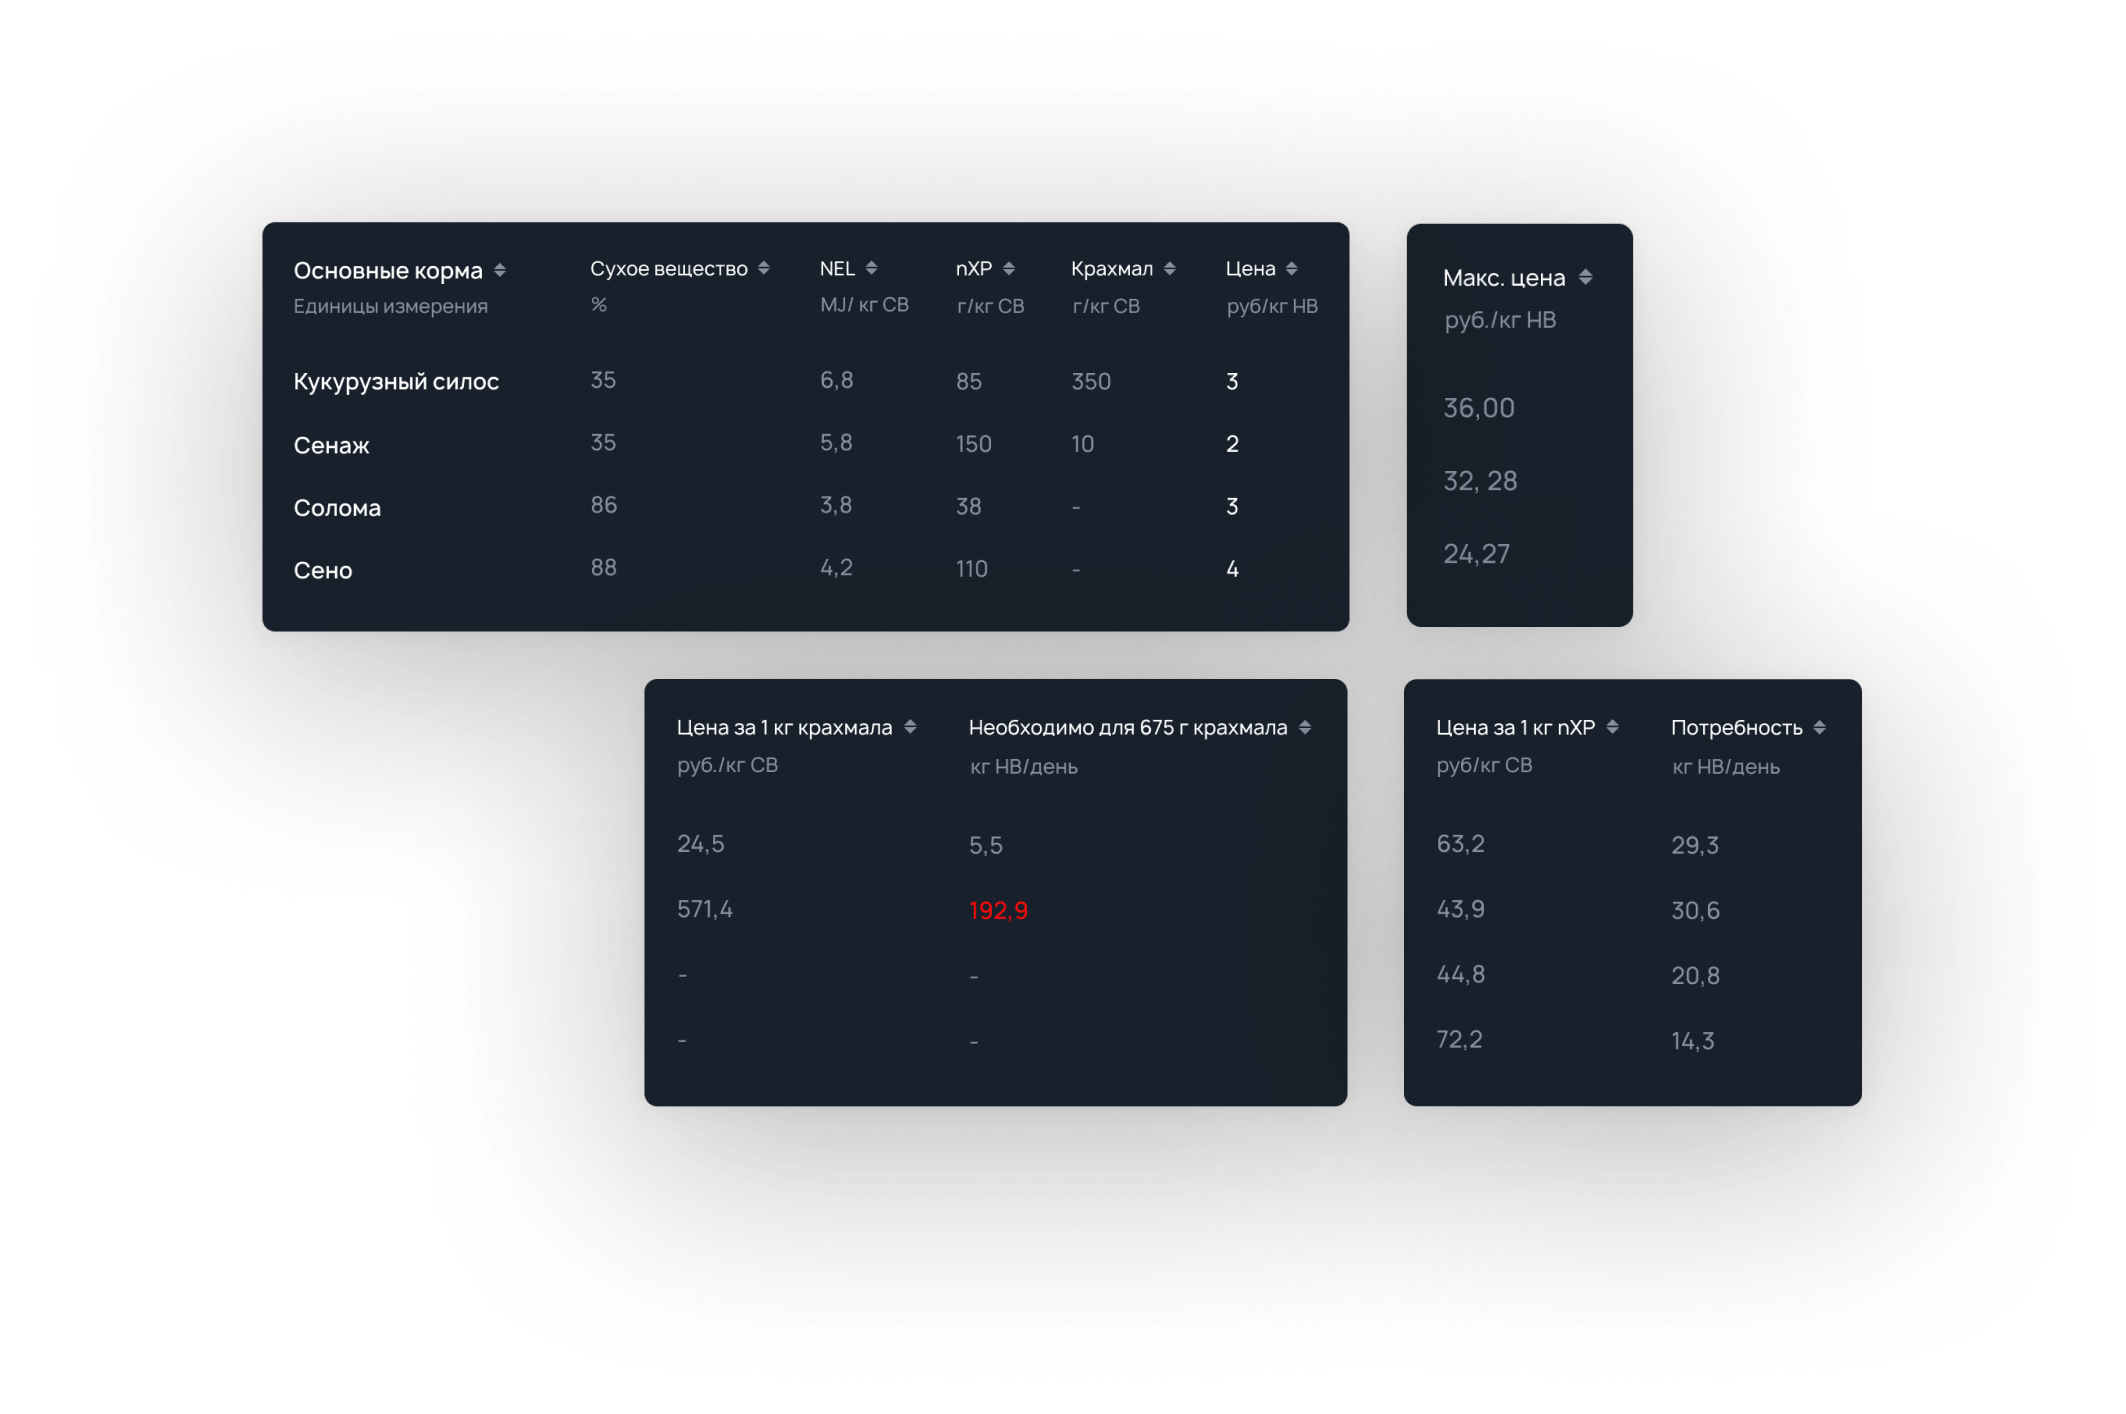 Основные корма Сухое вещество NEL nXP Крахмал Цена
Единицы измерения % MJ/ кг СВ г/кг СВ г/кг СВ руб/кг НВ
Кукурузный силос 35 6,8 85 350 3
Сенаж 35 5,8 150 10 2
Солома 86 3,8 38 - 3
Сено 88 4,2 110 - 4
Макс. цена
руб./кг НВ
36,00
32, 28
24,27
Цена за 1 кг крахмала Необходимо для 675 г крахмала
руб./кг СВ кг НВ/день
24,5 5,5
571,4 192,9
- -
- -
Цена за 1 кг nXP Потребность
руб/кг СВ кг НВ/день
63,2 29,3
43,9 30,6
44,8 20,8
72,2 14,3